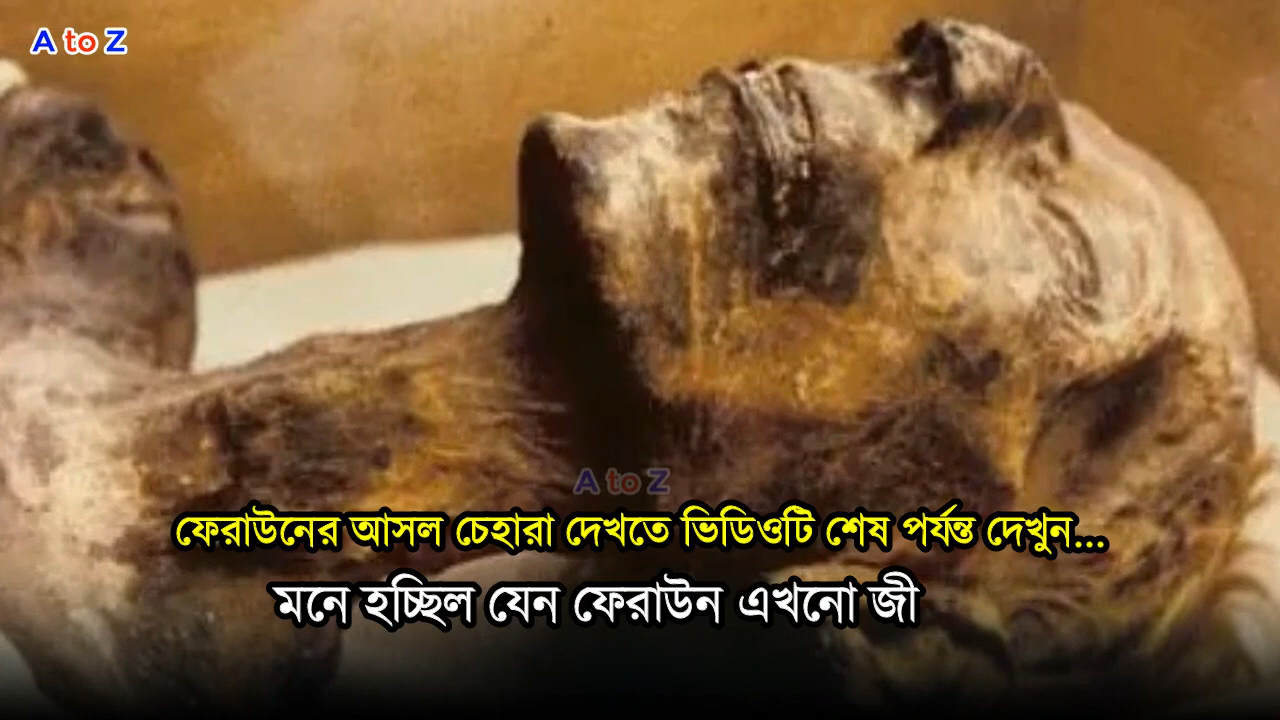 A to Z
A to Z
ফেরাউনের আসল চেহারা দেখতে ভিডিওটি শেষ পর্যন্ত দেখুন...
মনে হচ্ছিল যেন ফেরাউন এখনো জী